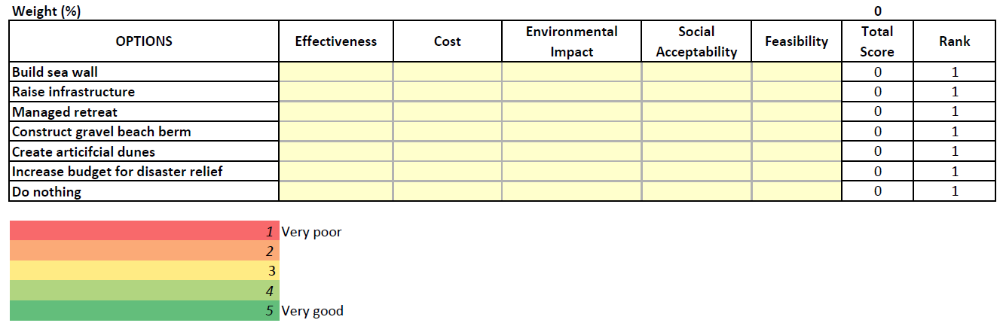 Weight (%) 0
OPTIONS Effectiveness Cost Environmental Impact Social Acceptability Feasibility Total Score Rank
Build sea wall 0 1
Raise infrastructure 0 1
Managed retreat 0 1
Construct gravel beach berm 0 1
Create articifcial dunes 0 1
Increase budget for disaster relief 0 1
Do nothing 0 1
1 Very poor
2
3
4
5 Very good